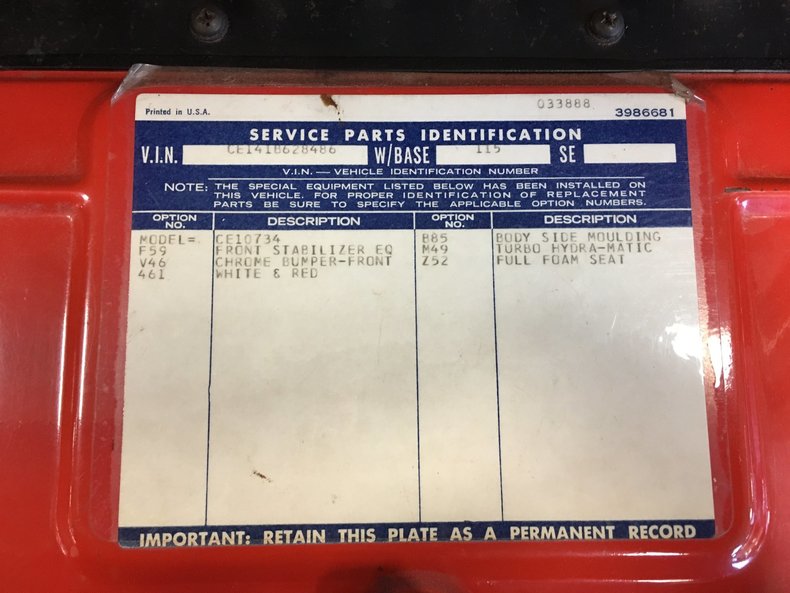 Printed in U.S.A. 033888 3986681
SERVICE PARTS IDENTIFICATION
V.I.N. CE141B628486 W/BASE 115 SE
V.I.N. — VEHICLE IDENTIFICATION NUMBER
NOTE: THE SPECIAL EQUIPMENT LISTED BELOW HAS BEEN INSTALLED ON
THIS VEHICLE. FOR PROPER IDENTIFICATION OF REPLACEMENT
PARTS BE SURE TO SPECIFY THE APPLICABLE OPTION NUMBERS.
OPTION NO. DESCRIPTION OPTION NO. DESCRIPTION
MODEL= CE10734 B85 BODY SIDE MOULDING
F59 FRONT STABILIZER EQ M49 TURBO HYDRA-MATIC
V46 CHROME BUMPER-FRONT Z52 FULL FOAM SEAT
461 WHITE & RED
IMPORTANT: RETAIN THIS PLATE AS A PERMANENT RECORD